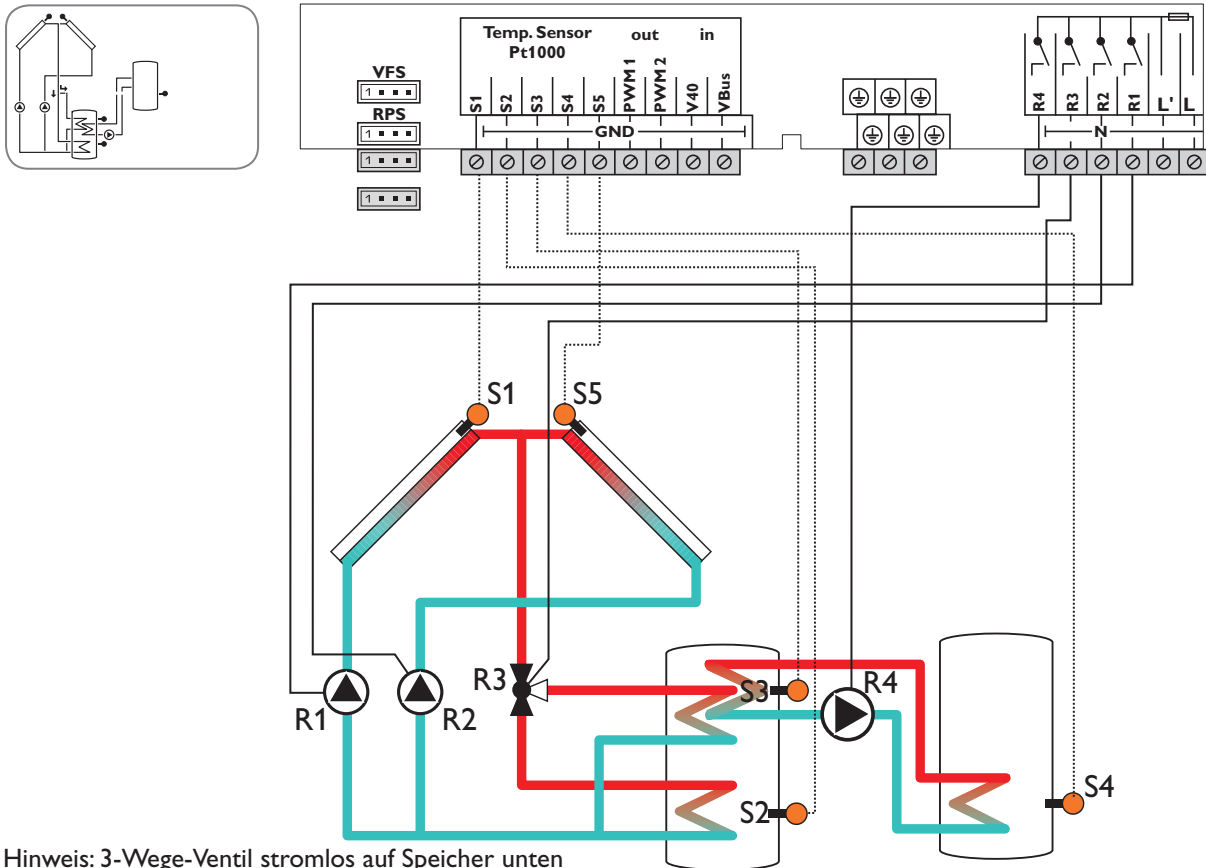 Temp. Sensor
Pt1000
out
in
VFS
1
RPS
1
1
1
S1
S2
S3
S4
S5
PWM 1
PWM 2
V40
VBus
GND
R4
R3
R2
R1
L'
L
N
S1
S5
R1
R2
R3
S3
R4
S2
S4
Hinweis: 3-Wege-Ventil stromlos auf Speicher unten